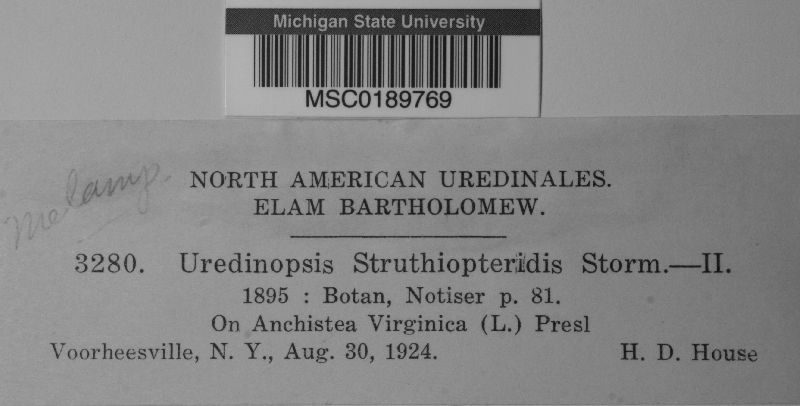 Michigan State University
MSC0189769
Melamp.
NORTH AMERICAN UREDINALES.
ELAM BARTHOLOMEW.
3280. Uredinopsis Struthiopteridis Storm.—II.
1895 : Botan, Notiser p. 81.
On Anchistea Virginica (L.) Presl
Voorheesville, N. Y., Aug. 30, 1924. H. D. House